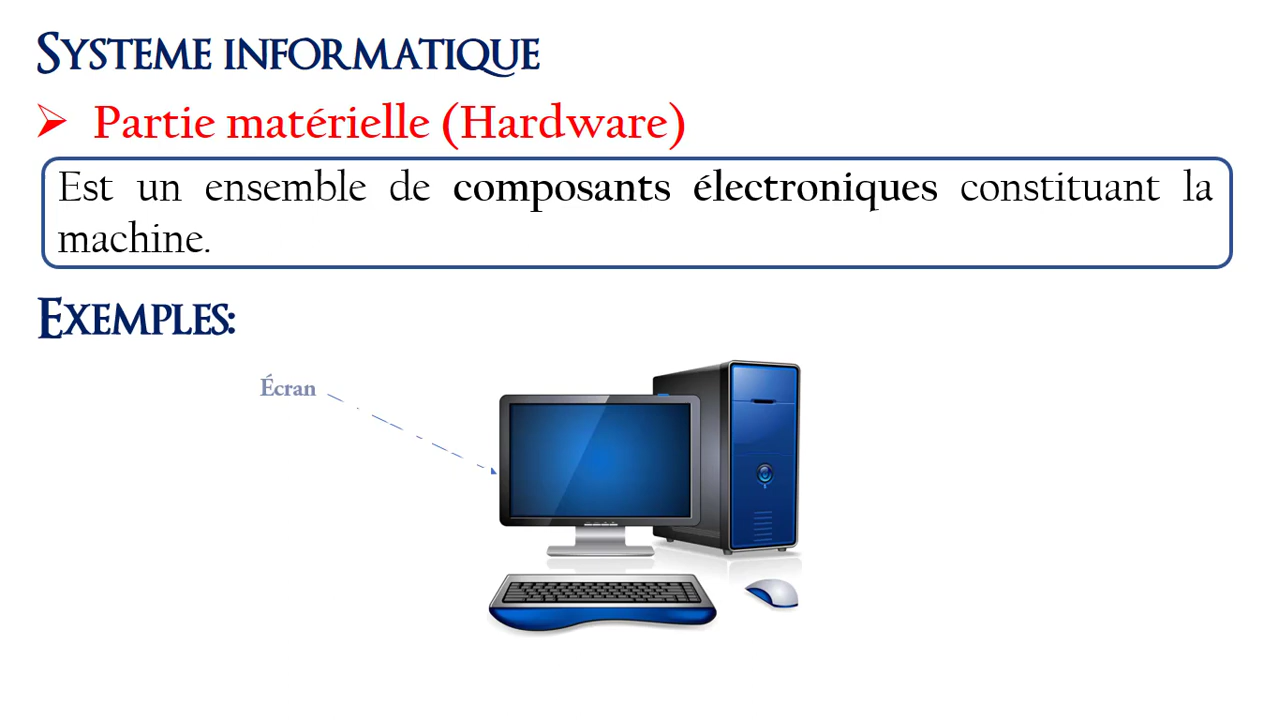 SYSTEME INFORMATIQUE
➢ Partie matérielle (Hardware)
Est un ensemble de composants électroniques constituant la
machine.
EXEMPLES:
Écran